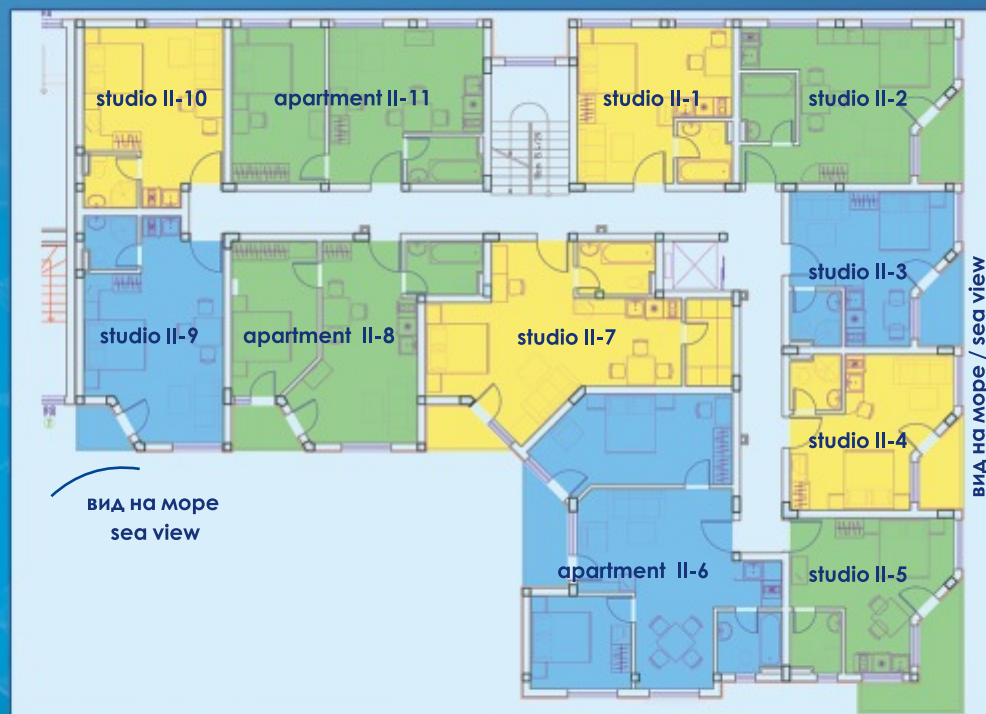 studio II-10
apartment II-11
studio II-1
studio II-2
studio II-3
studio II-9
apartment II-8
studio II-7
studio II-4
вид на море / sea view
вид на море
sea view
apartment II-6
studio II-5